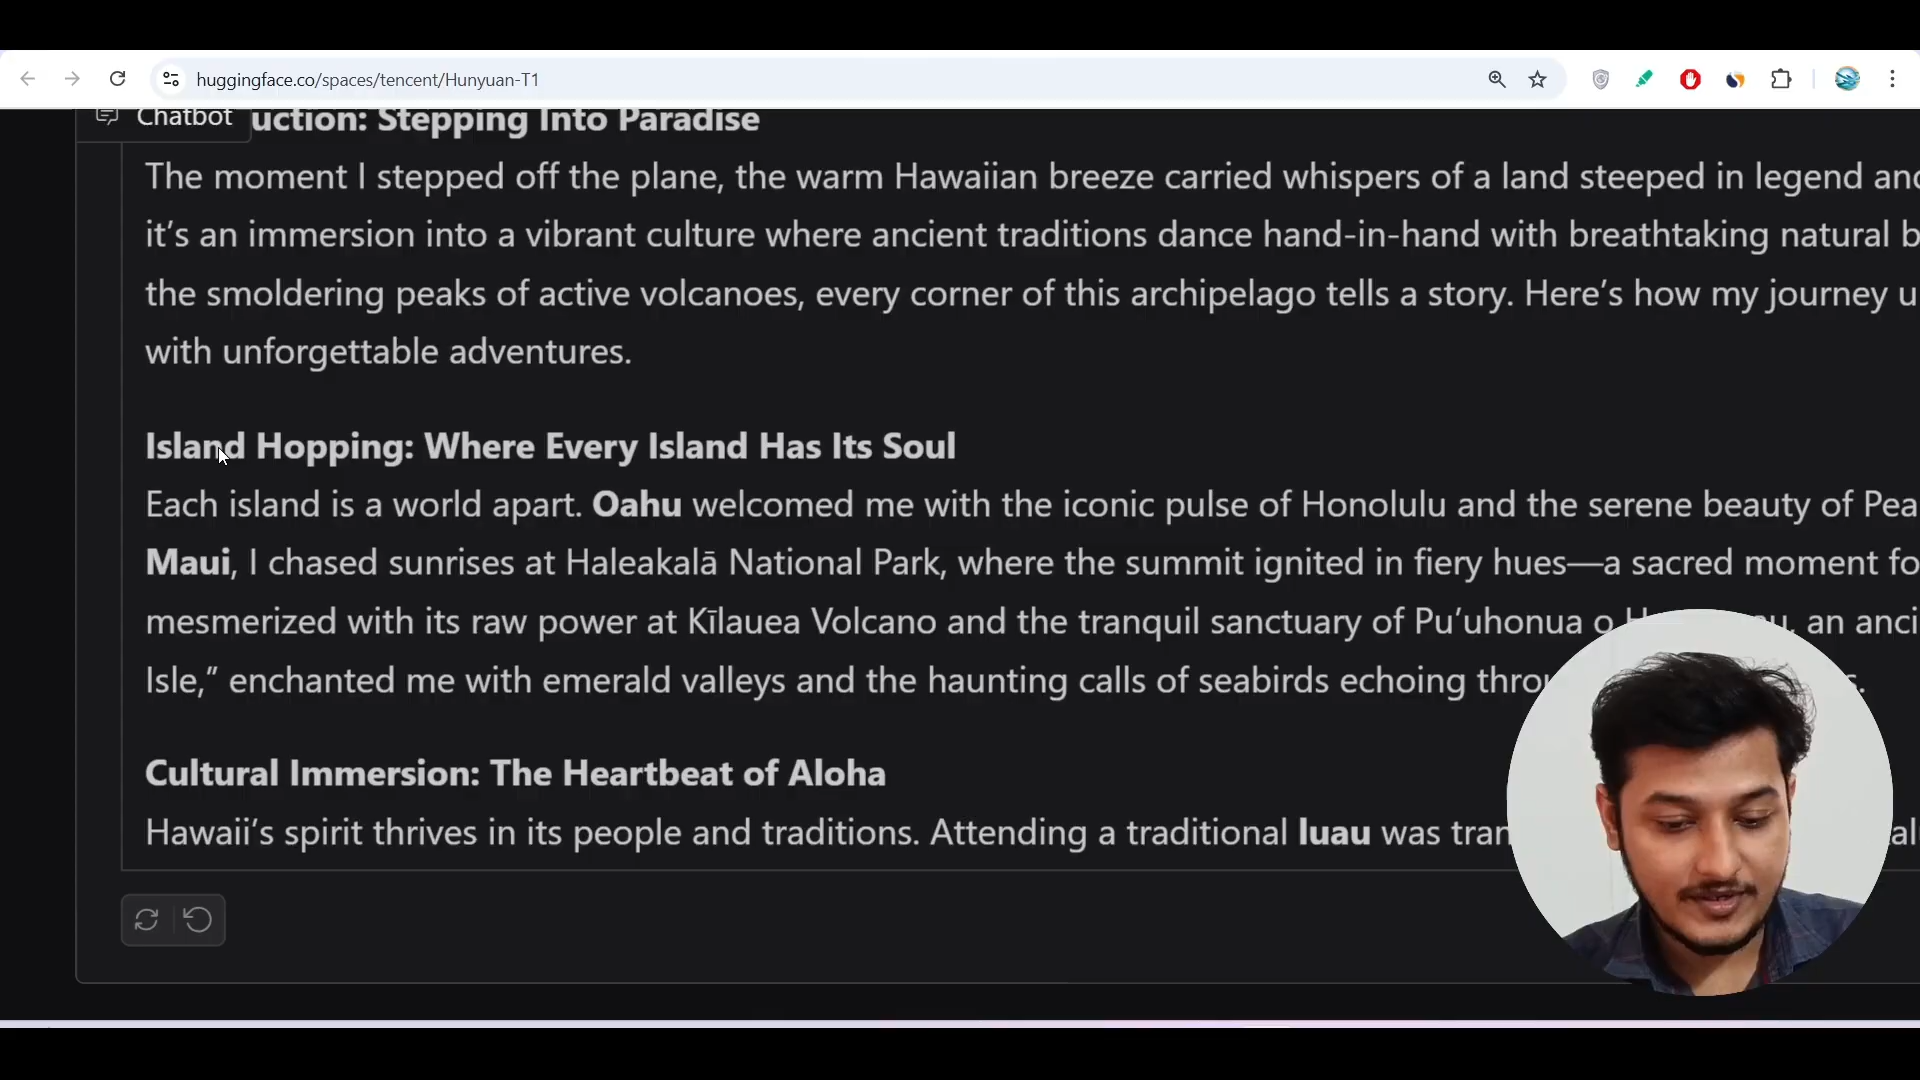 huggingface.co/spaces/tencent/Hunyuan-T1
Chatbot
uction: Stepping Into Paradise
The moment I stepped off the plane, the warm Hawaiian breeze carried whispers of a land steeped in legend
it’s an immersion into a vibrant culture where ancient traditions dance hand-in-hand with breathtaking natural
the smoldering peaks of active volcanoes, every corner of this archipelago tells a story. Here’s how my journey
with unforgettable adventures.
Island Hopping: Where Every Island Has Its Soul
Each island is a world apart. Oahu welcomed me with the iconic pulse of Honolulu and the serene beauty of
Maui, I chased sunrises at Haleakalā National Park, where the summit ignited in fiery hues—a sacred moment
mesmerized with its raw power at Kīlauea Volcano and the tranquil sanctuary of Pu’uhonua o an
Isle,” enchanted me with emerald valleys and the haunting calls of seabirds echoing
Cultural Immersion: The Heartbeat of Aloha
Hawaii’s spirit thrives in its people and traditions. Attending a traditional luau was